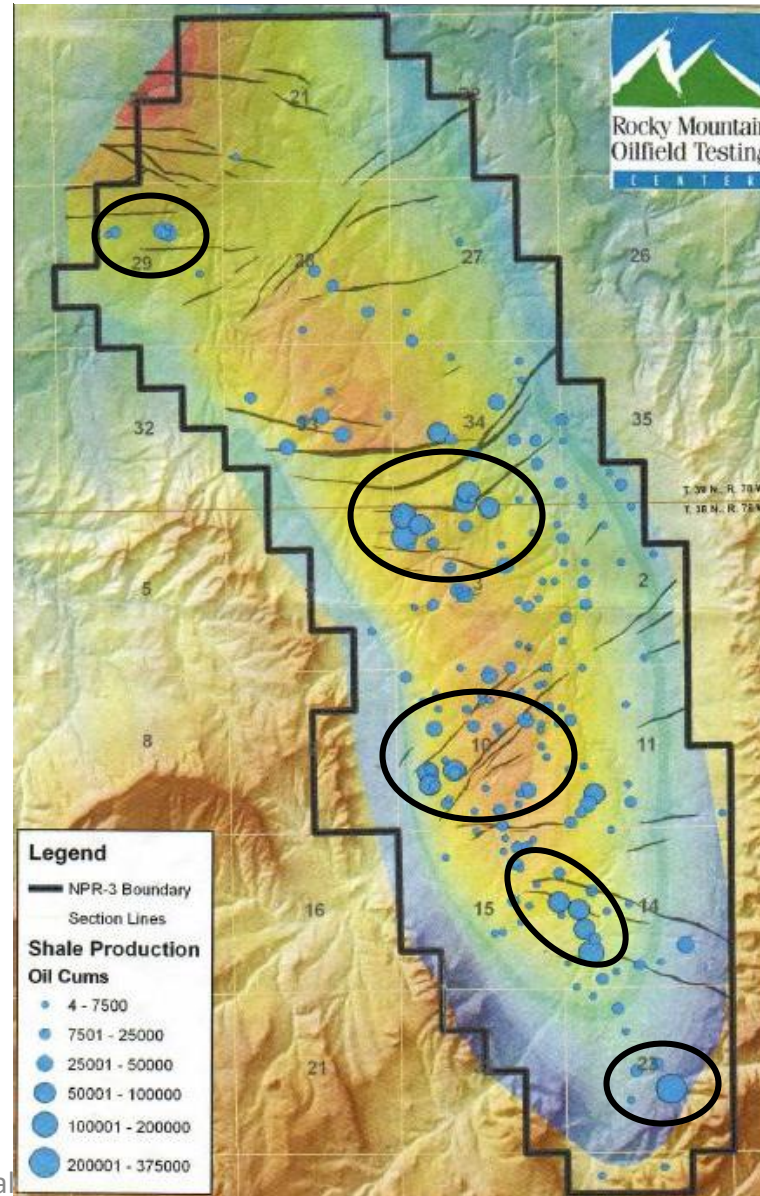 21
22
Rocky Mountain
Oilfield Testing
CENTER
29
28
27
26
32
33
34
35
T. 39 N., R. 78 W
T. 38 N., R. 78 W
5
3
2
8
10
11
16
15
14
21
23
Legend
NPR-3 Boundary
Section Lines
Shale Production
Oil Cums
4 - 7500
7501 - 25000
25001 - 50000
50001 - 100000
100001 - 200000
200001 - 375000
al